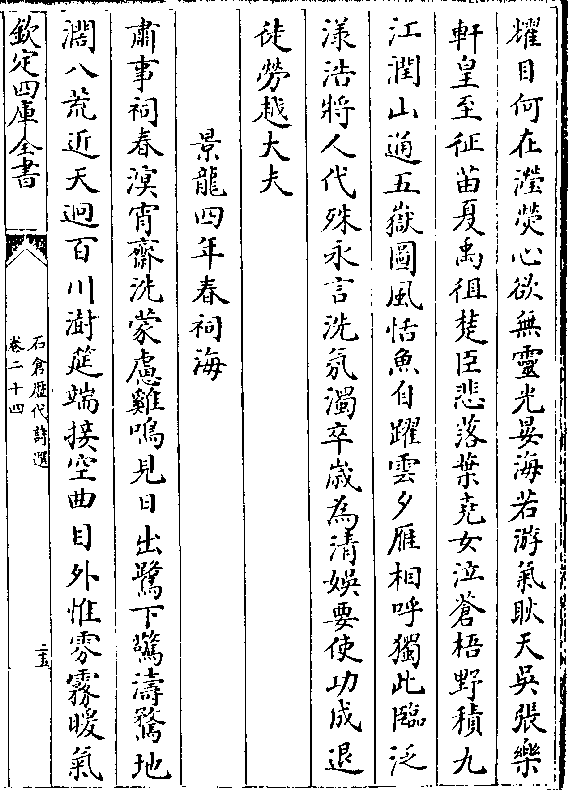 耀目何在瀅熒心欲無靈光晏海若游氣耿天吳張樂
軒皇至征苗夏禹徂楚臣悲落葉堯女泣蒼梧野積九
江潤山通五嶽圖風恬魚自躍雲夕雁相呼獨此臨泛
漾浩將人代殊永言洗氛濁卒歲為清娛要使功成退
徒勞越大夫
景龍四年春祠海
肅事祠春溟宵齋洗蒙慮雞鳴見日出鷺下驚濤鶩地
濶八荒近天迴百川澍筵端接空曲目外惟雰霧暖氣
欽定四庫全書
石倉歷代詩選
卷二十四
二五